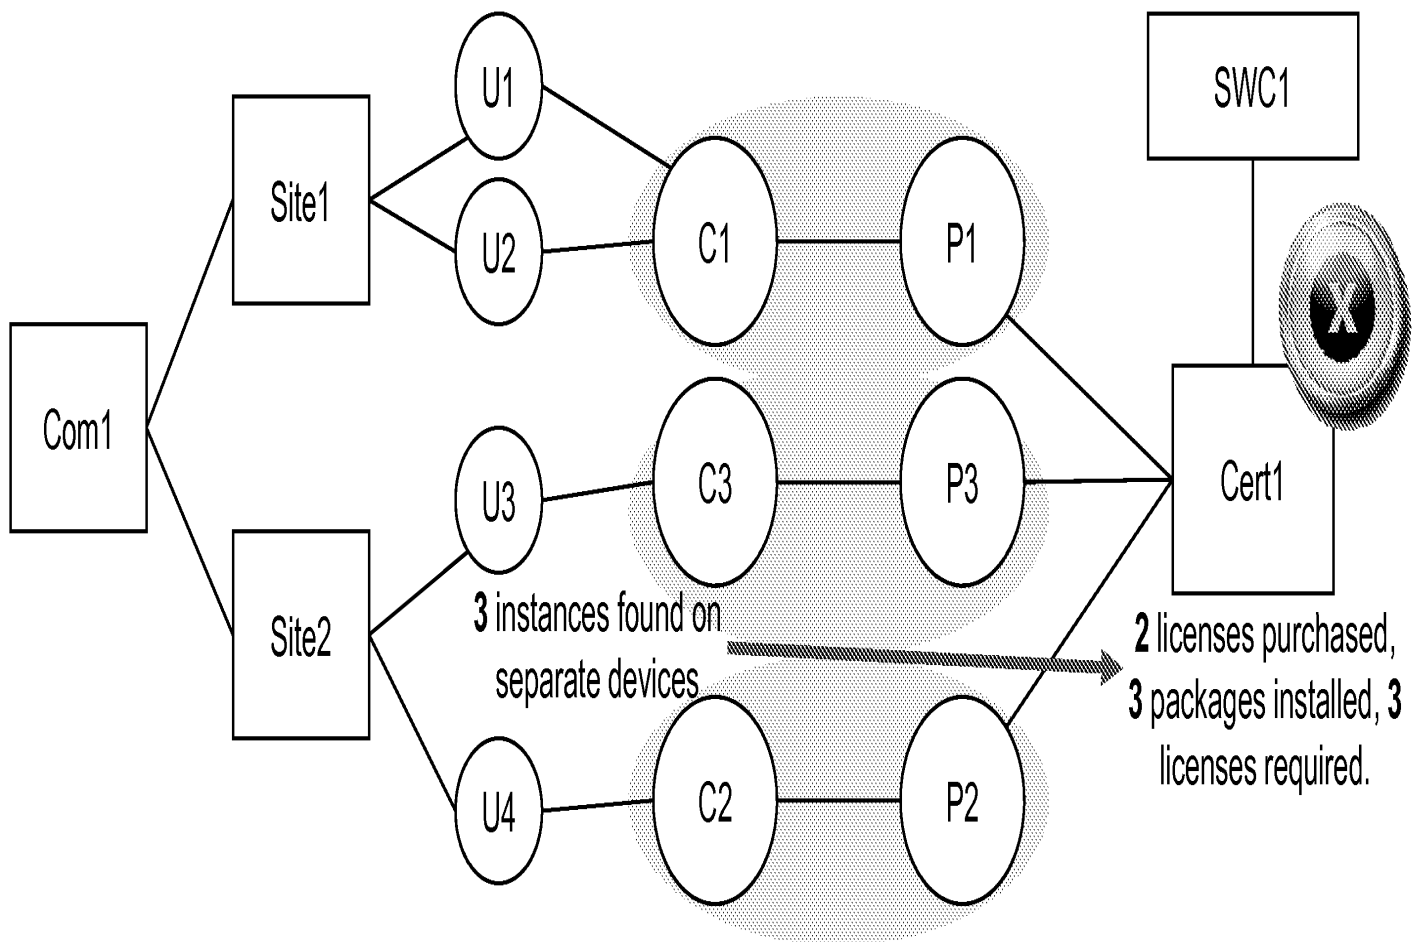 U1
SWC1
Site1
U2
C1
P1
X
Com1
U3
C3
P3
Cert1
Site2
3 instances found on
separate devices
2 licenses purchased,
3 packages installed, 3
licenses required.
U4
C2
P2